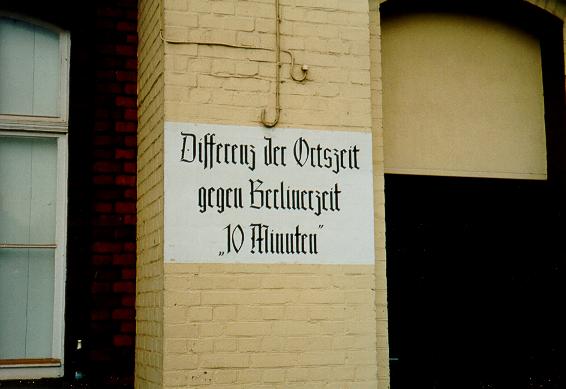 Differenz der Ortszeit
gegen Berlinerzeit
„10 Minuten“